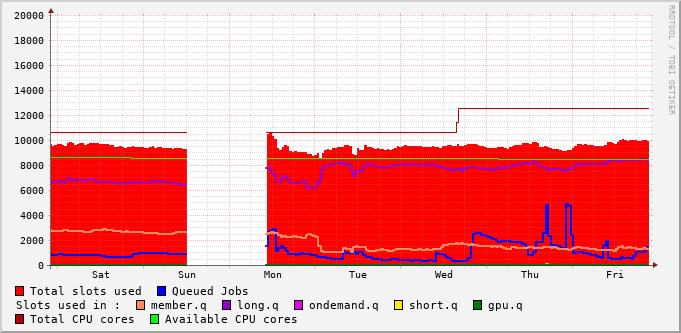 20000
18000
16000
14000
12000
10000
8000
6000
4000
2000
0
Sat Sun Mon Tue Wed Thu Fri
Total slots used Queued Jobs
Slots used in : member.q long.q ondemand.q short.q gpu.q
Total CPU cores Available CPU cores
RRDTOOL / TOBI OETIKER